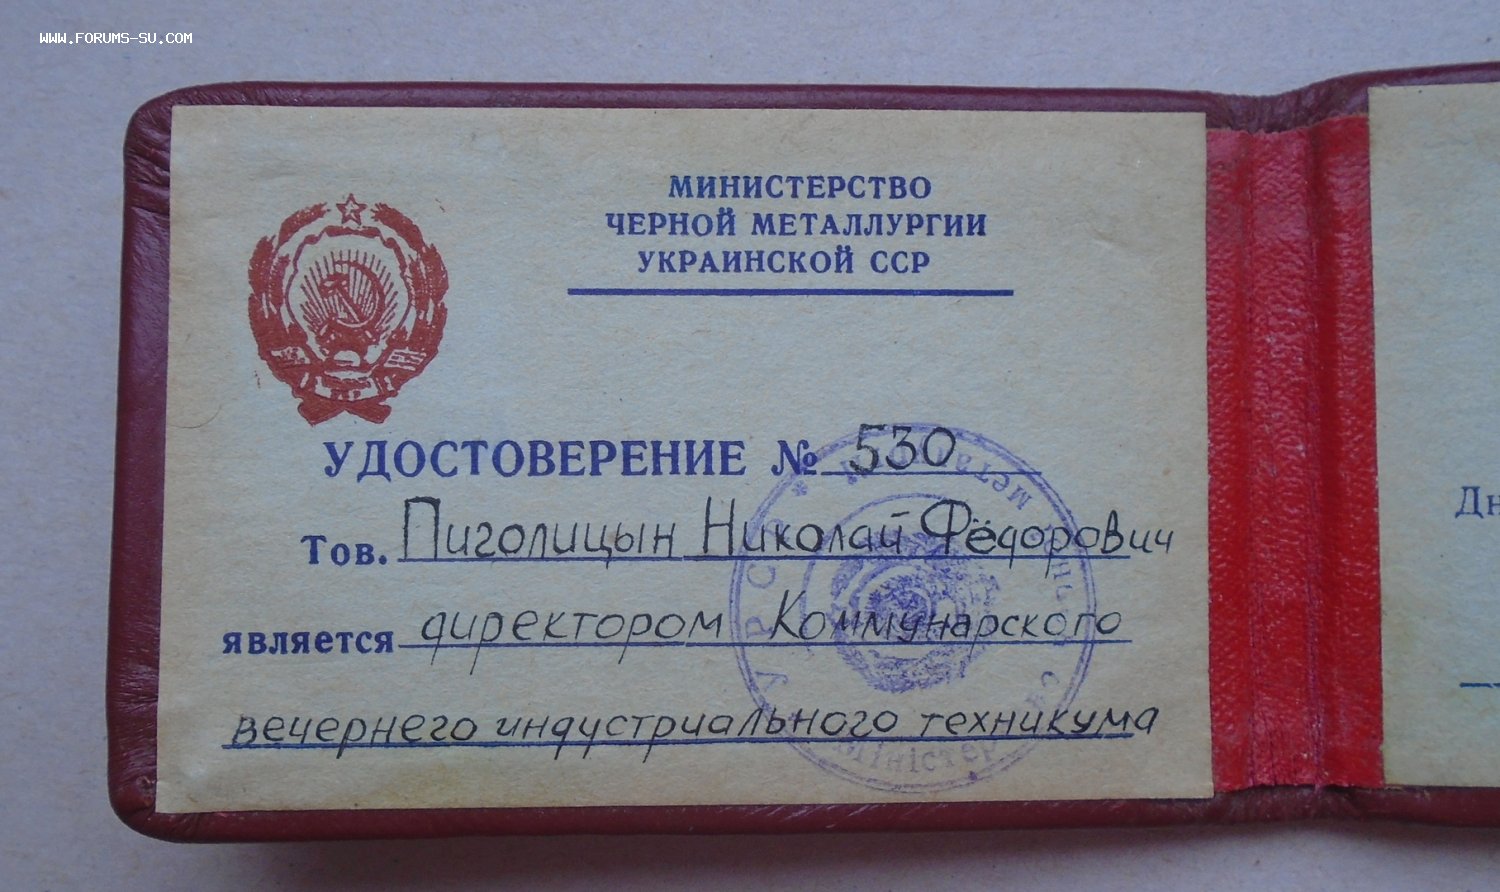 WWW.FORUMS-SU.COM
МИНИСТЕРСТВО
ЧЕРНОЙ МЕТАЛЛУРГИИ
УКРАИНСКОЙ ССР
УДОСТОВЕРЕНИЕ № 530
Тов. Пиголицын Николай Фёдорович
является директором Коммунарского
вечернего индустриального техникума
Дн